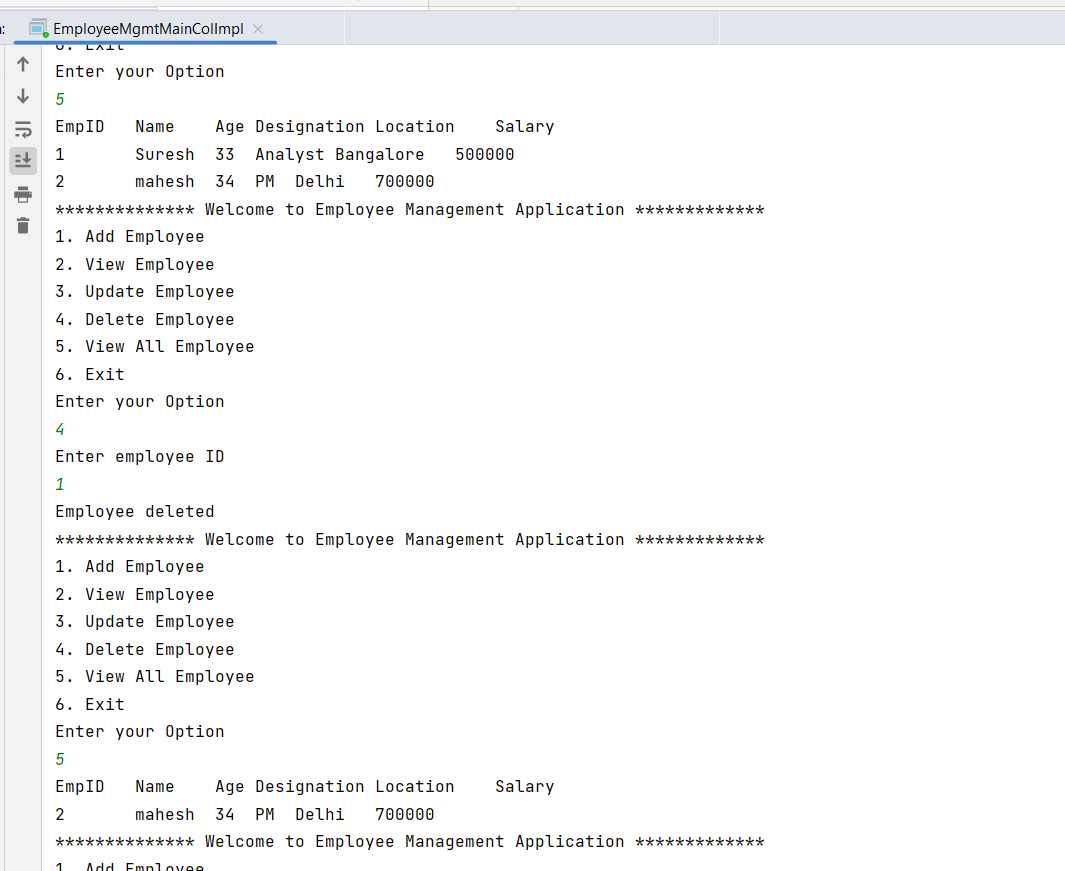 : EmployeeMgmtMainColImpl
6. Exit
Enter your Option
5
EmpID   Name    Age Designation Location    Salary
1       Suresh  33  Analyst Bangalore   500000
2       mahesh  34  PM  Delhi   700000
************** Welcome to Employee Management Application *************
1. Add Employee
2. View Employee
3. Update Employee
4. Delete Employee
5. View All Employee
6. Exit
Enter your Option
4
Enter employee ID
1
Employee deleted
************** Welcome to Employee Management Application *************
1. Add Employee
2. View Employee
3. Update Employee
4. Delete Employee
5. View All Employee
6. Exit
Enter your Option
5
EmpID   Name    Age Designation Location    Salary
2       mahesh  34  PM  Delhi   700000
************** Welcome to Employee Management Application *************
1. Add Employee